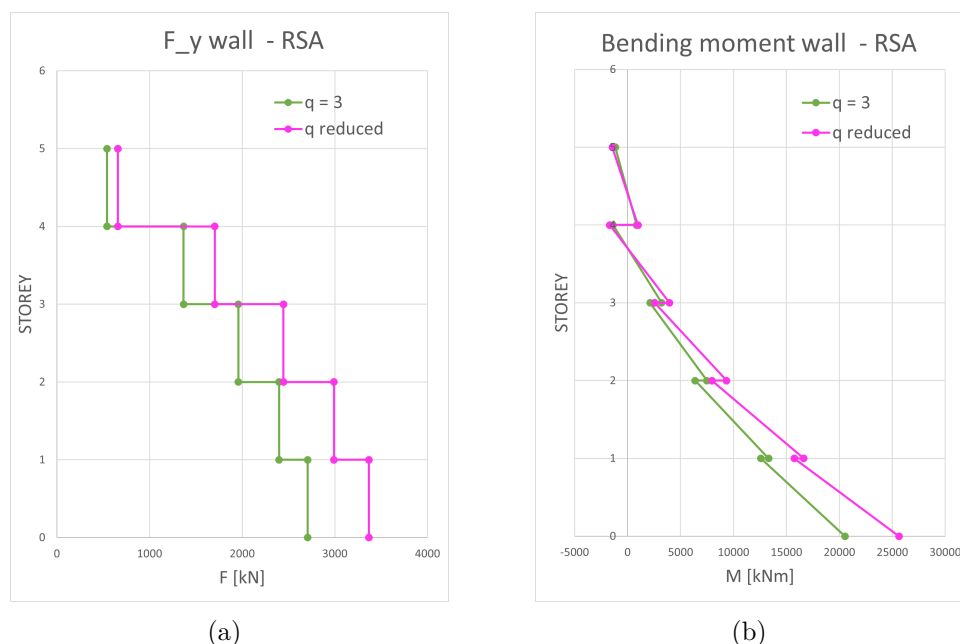 F_y wall - RSA
6
q = 3
q reduced
5
4
3
2
1
0
STOREY
0 1000 2000 3000 4000
F [kN]
(a)
Bending moment wall - RSA
6
q = 3
q reduced
5
4
3
2
1
0
STOREY
-5000 0 5000 10000 15000 20000 25000 30000
M [kNm]
(b)